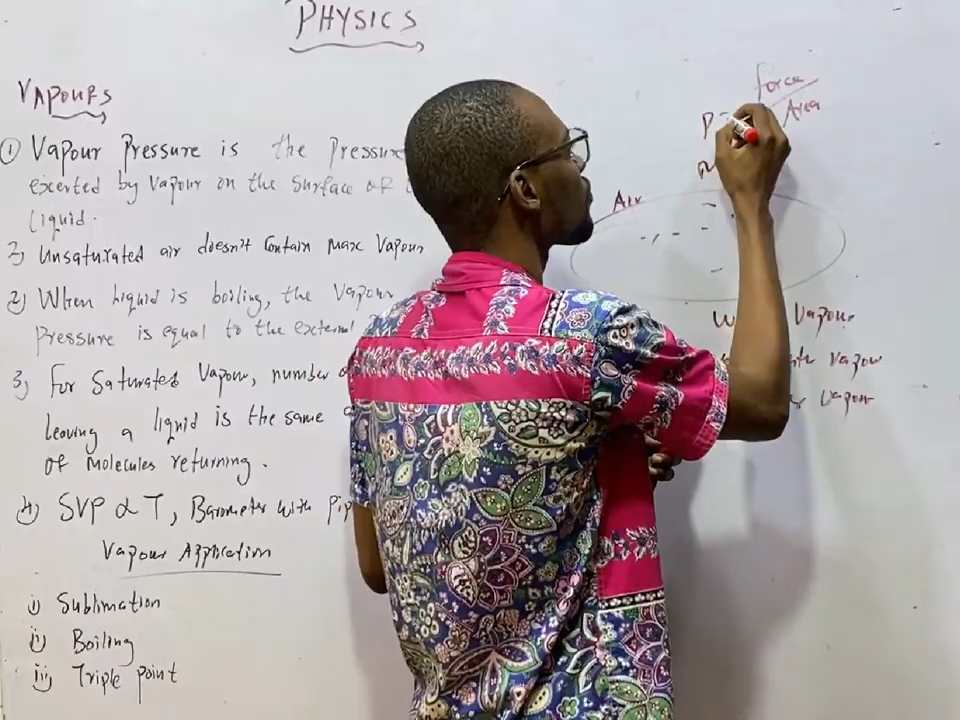 PHYSICS
VAPOURS
① Vapour Pressure is the Pressure
exerted by Vapour on the Surface of
liquid.
2) Unsaturated air doesn't Contain max Vapour
2) When liquid is boiling, the Vapour
Pressure is equal to the external
3) for Saturated Vapour, number
leaving a liquid is the same
of Molecules returning.
4) SVP ∝ T, Barometer with Pip
Vapour Application
i) Sublimation
ii) Boiling
iii) Triple point
force
P = Area
Air
Vapour
vapour
vapour